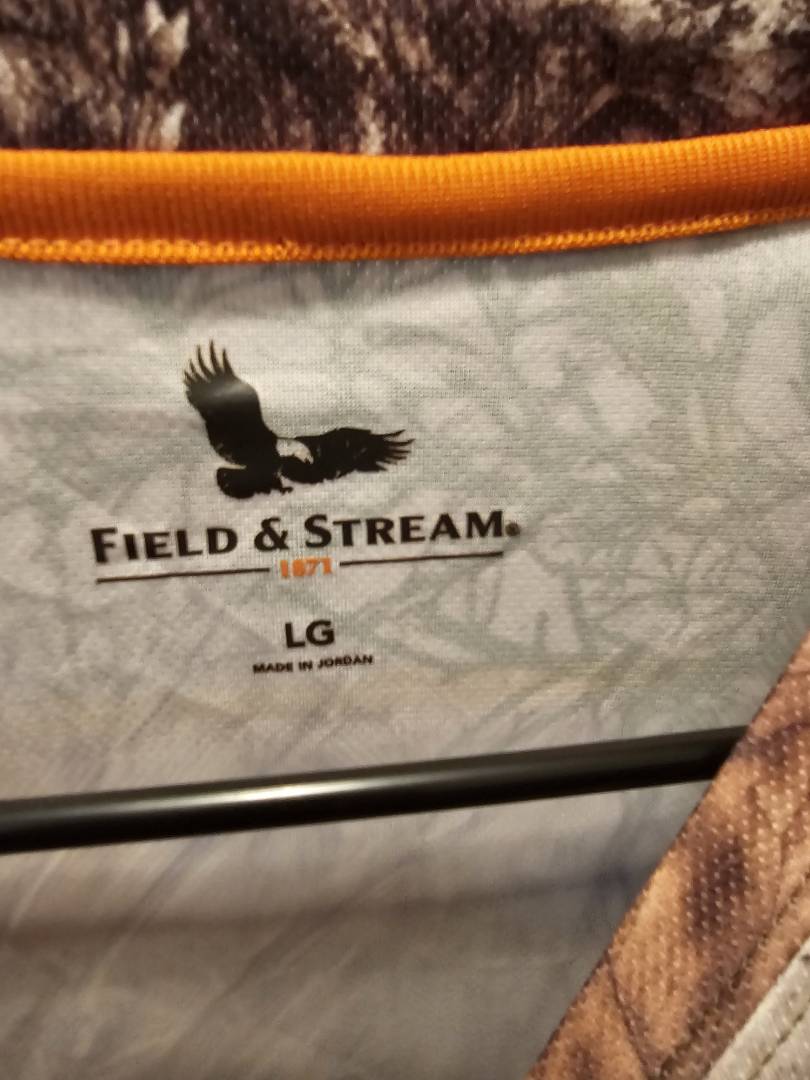 FIELD & STREAM®
1871
LG
MADE IN JORDAN